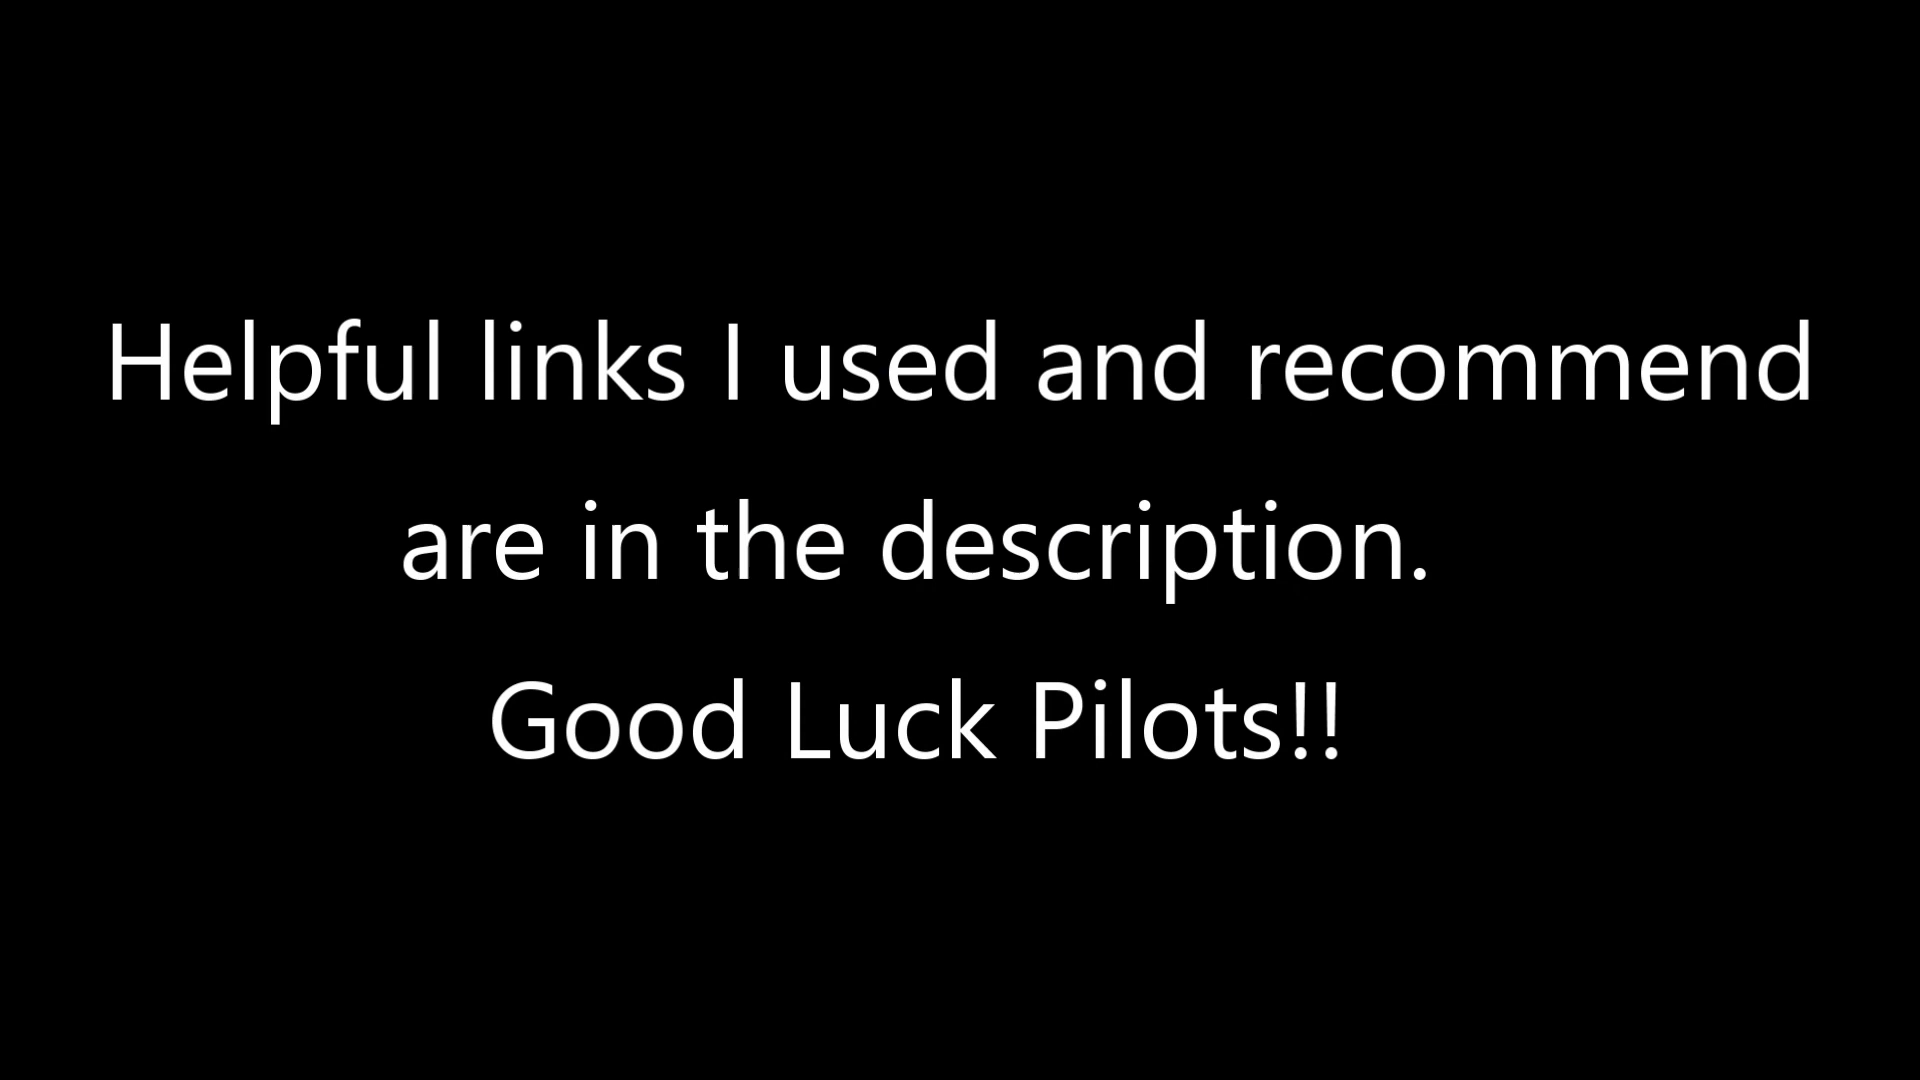 Helpful links I used and recommend
are in the description.
Good Luck Pilots!!